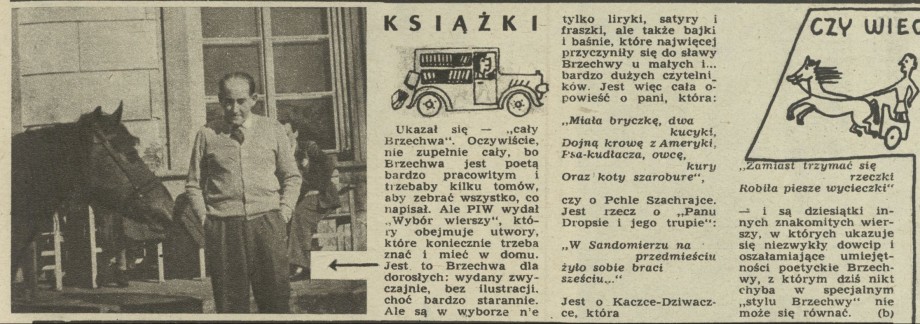 KSIĄŻKI
Ukazał się — „cały
Brzechwa". Oczywiście,
nie zupełnie cały, bo
Brzechwa jest poetą
bardzo pracowitym i
trzebaby kilku tomów,
aby zebrać wszystko, co
napisał. Ale PIW wydał
„Wybór wierszy", któ-
ry obejmuje utwory,
które koniecznie trzeba
znać i mieć w domu.
Jest to Brzechwa dla
dorosłych: wydany zwy-
czajnie, bez ilustracji.
choć bardzo starannie.
Ale są w wyborze n'e
tylko liryki, satyry i
fraszki, ale także bajki
i baśnie, które najwięcej
przyczyniły się do sławy
Brzechwy u małych i...
bardzo dużych czytelni_
ków. Jest więc cała o-
powieść o pani, która:
„Miała bryczkę, dwa
kucyki,
Dojną krowę z Ameryki,
Psa-kudłacza, owcę,
kury
Oraz koty szarobure",
czy o Pchle Szachrajce.
Jest rzecz o „Panu
Dropsie i jego trupie":
„W Sandomierzu na
przedmieściu
żyło sobie braci
sześciu..."
Jest o Kaczce-Dziwacz-
ce, która
CZY WIEC
„Zamiast trzymać się
rzeczki
Robiła piesze wycieczki"
— i są dziesiątki in-
nych znakomitych wier-
szy, w których ukazuje
się niezwykły dowcip i
oszałamiające umiejęt-
ności poetyckie Brzech-
wy, z którym dziś nikt
chyba w specjalnym
„stylu Brzechwy" nie
może się równać. (b)